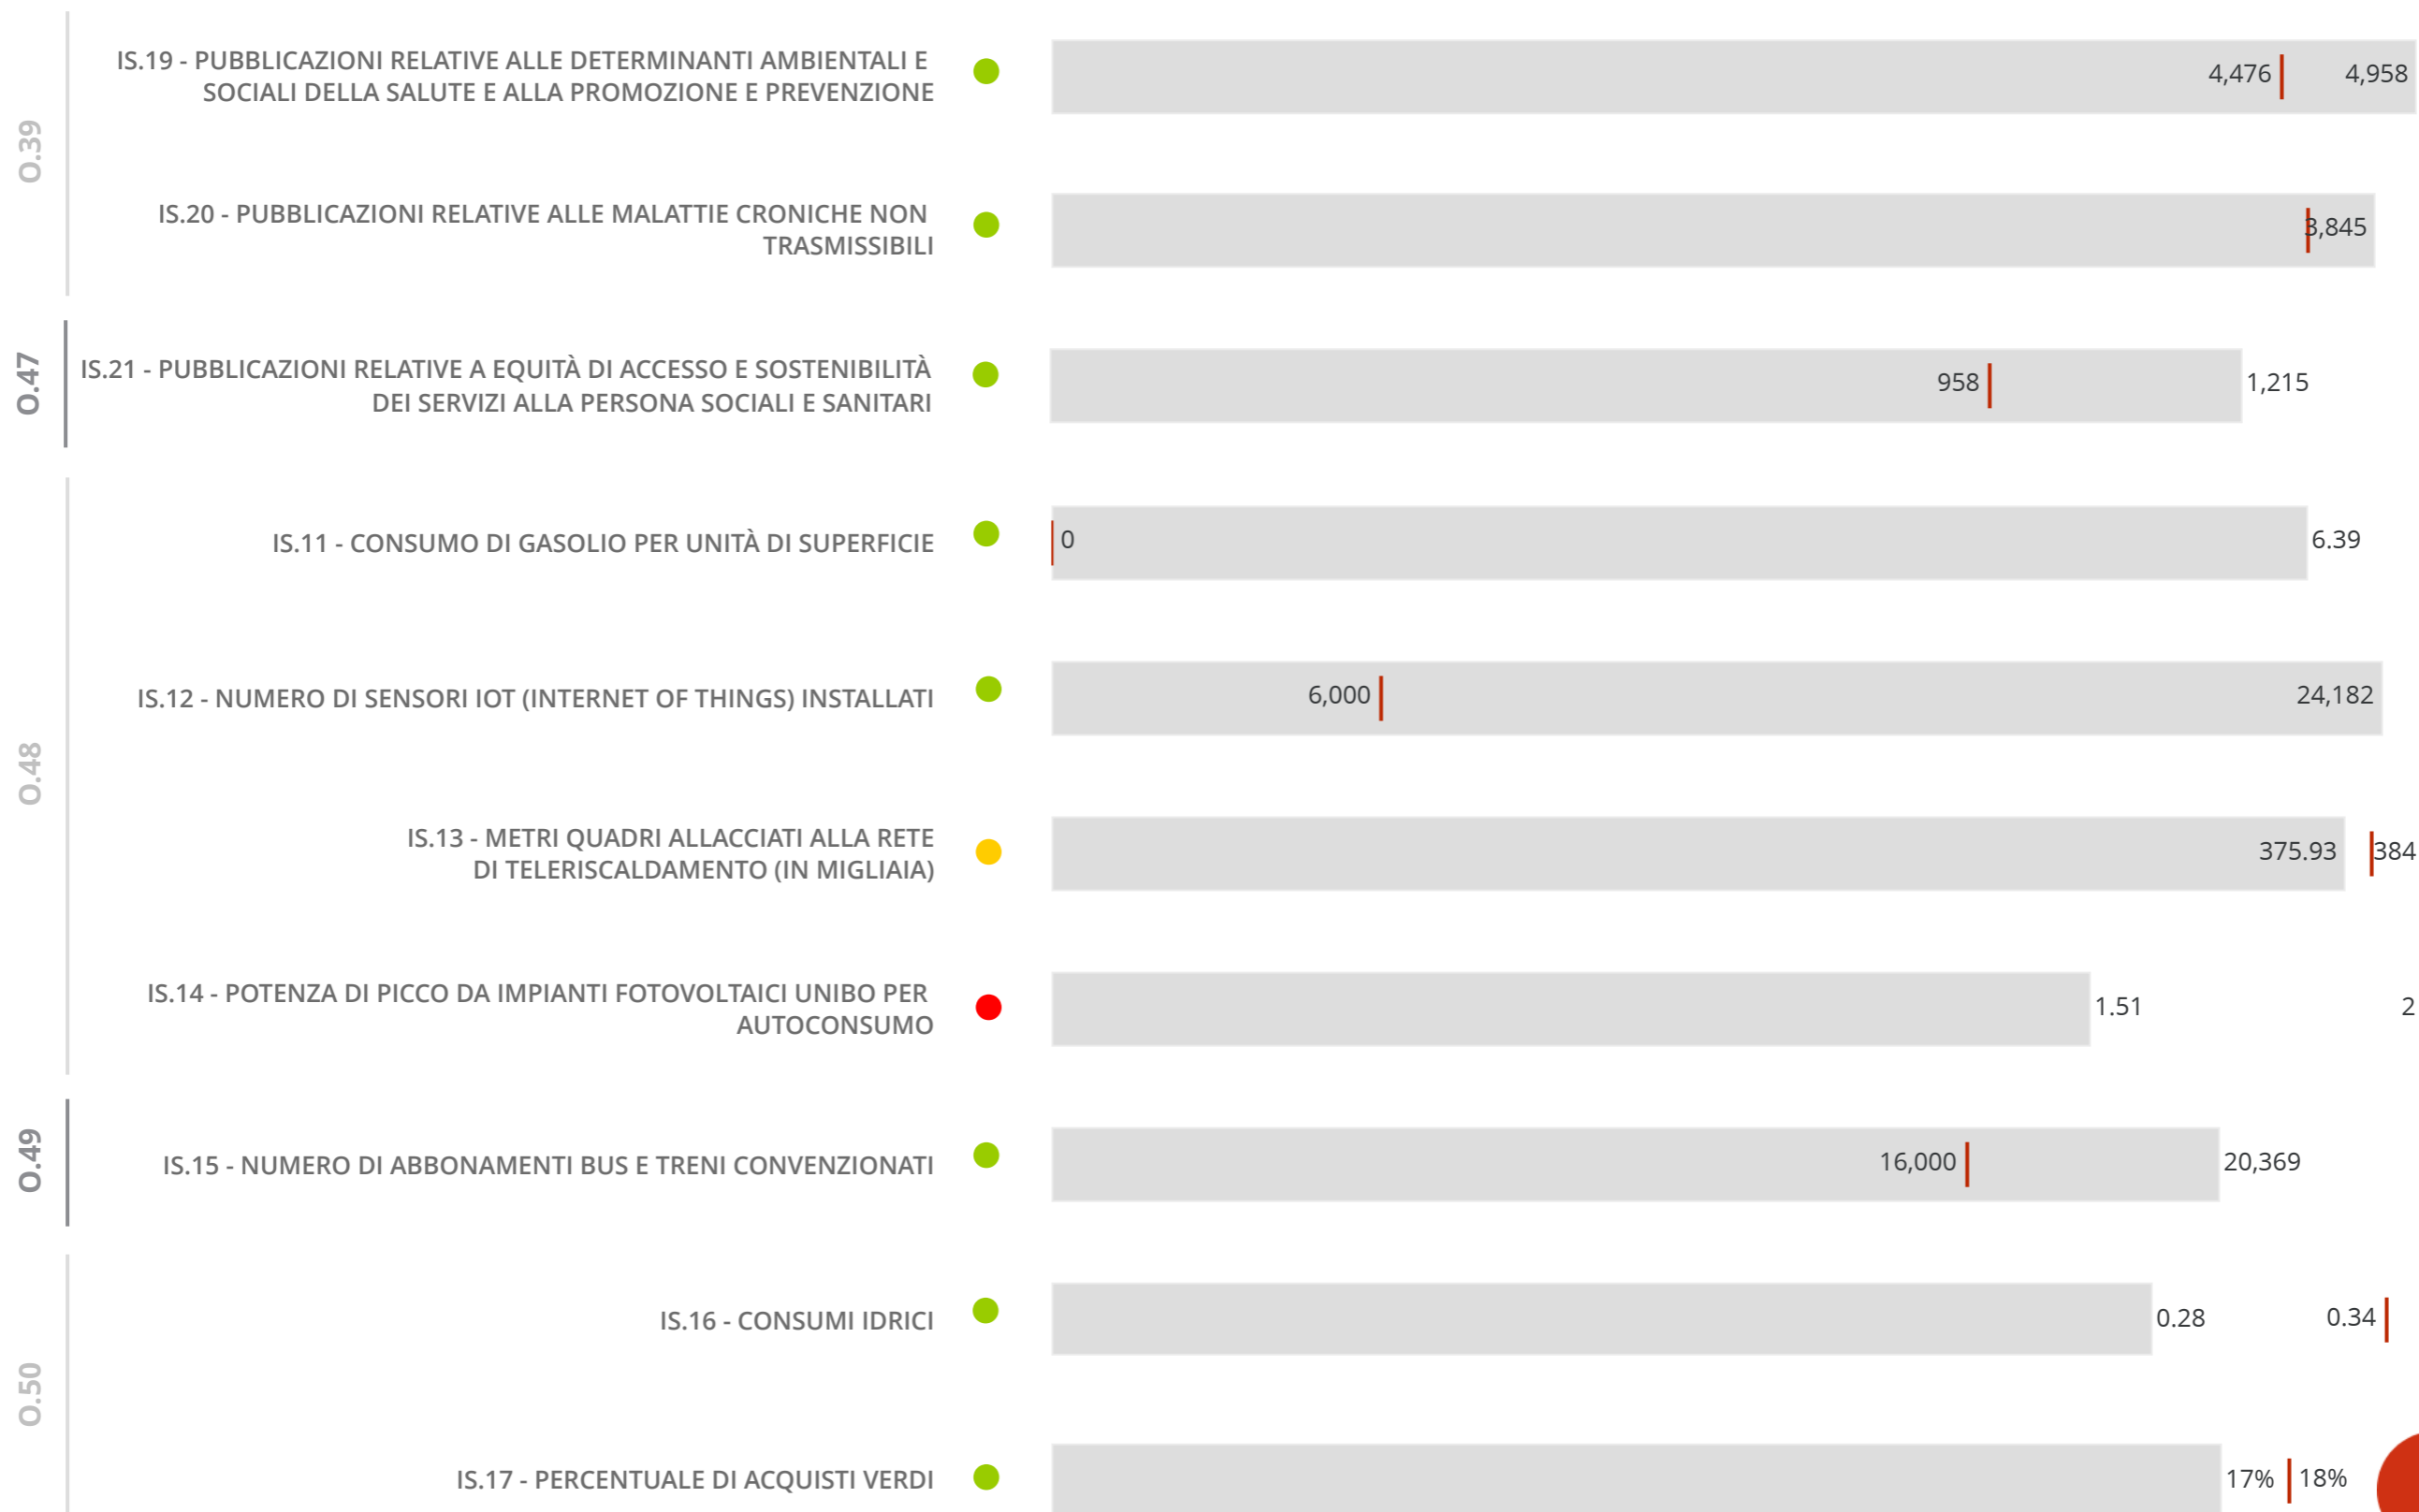 O.39
IS.19 - PUBBLICAZIONI RELATIVE ALLE DETERMINANTI AMBIENTALI E
SOCIALI DELLA SALUTE E ALLA PROMOZIONE E PREVENZIONE
4,476
4,958
IS.20 - PUBBLICAZIONI RELATIVE ALLE MALATTIE CRONICHE NON
TRASMISSIBILI
3,845
O.47
IS.21 - PUBBLICAZIONI RELATIVE A EQUITÀ DI ACCESSO E SOSTENIBILITÀ
DEI SERVIZI ALLA PERSONA SOCIALI E SANITARI
958
1,215
O.48
IS.11 - CONSUMO DI GASOLIO PER UNITÀ DI SUPERFICIE
0
6.39
IS.12 - NUMERO DI SENSORI IOT (INTERNET OF THINGS) INSTALLATI
6,000
24,182
IS.13 - METRI QUADRI ALLACCIATI ALLA RETE
DI TELERISCALDAMENTO (IN MIGLIAIA)
375.93
384
IS.14 - POTENZA DI PICCO DA IMPIANTI FOTOVOLTAICI UNIBO PER
AUTOCONSUMO
1.51
2
O.49
IS.15 - NUMERO DI ABBONAMENTI BUS E TRENI CONVENZIONATI
16,000
20,369
O.50
IS.16 - CONSUMI IDRICI
0.28
0.34
IS.17 - PERCENTUALE DI ACQUISTI VERDI
17%
18%